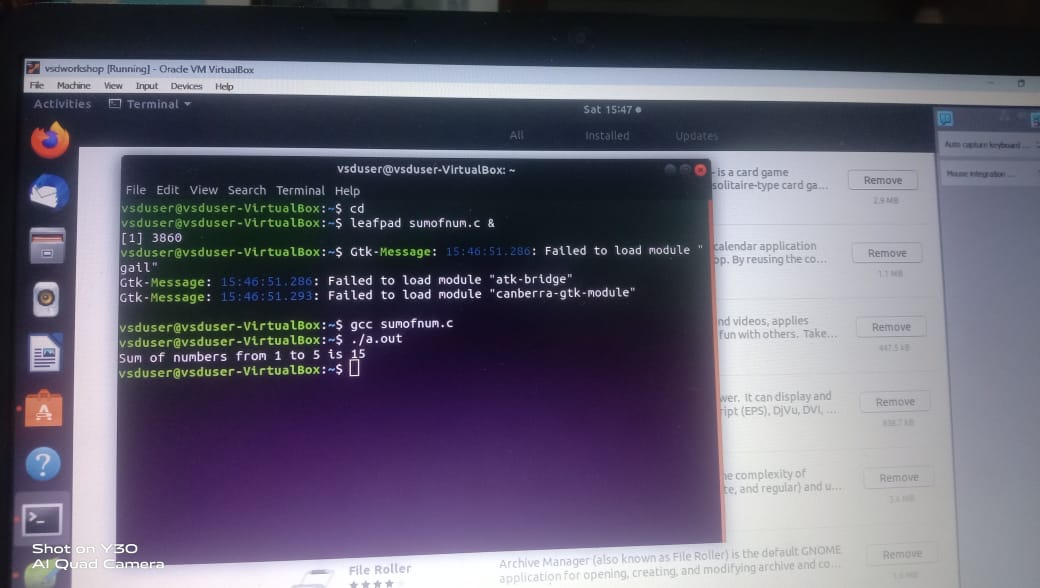 vsdworkshop [Running] - Oracle VM VirtualBox
File Machine View Input Devices Help
Activities Terminal Sat 15:47
All Installed Updates
Auto capture keyboard ...
Mouse integration ...
vsduser@vsduser-VirtualBox: ~
File Edit View Search Terminal Help
vsduser@vsduser-VirtualBox:~$ cd
vsduser@vsduser-VirtualBox:~$ leafpad sumofnum.c &
[1] 3860
vsduser@vsduser-VirtualBox:~$ Gtk-Message: 15:46:51.286: Failed to load module "
gail"
Gtk-Message: 15:46:51.286: Failed to load module "atk-bridge"
Gtk-Message: 15:46:51.293: Failed to load module "canberra-gtk-module"
vsduser@vsduser-VirtualBox:~$ gcc sumofnum.c
vsduser@vsduser-VirtualBox:~$ ./a.out
Sum of numbers from 1 to 5 is 15
vsduser@vsduser-VirtualBox:~$
- is a card game
solitaire-type card ga...
Remove
2.9 MB
calendar application
op. By reusing the co...
Remove
1.1 MB
nd videos, applies
fun with others. Take...
Remove
447.5 kB
wer. It can display and
ript (EPS), DjVu, DVI, ...
Remove
838.7 kB
he complexity of
te, and regular) and u...
Remove
3.6 MB
File Roller
Archive Manager (also known as File Roller) is the default GNOME
application for opening, creating, and modifying archive and co...
Remove
Shot on Y30
AI Quad Camera